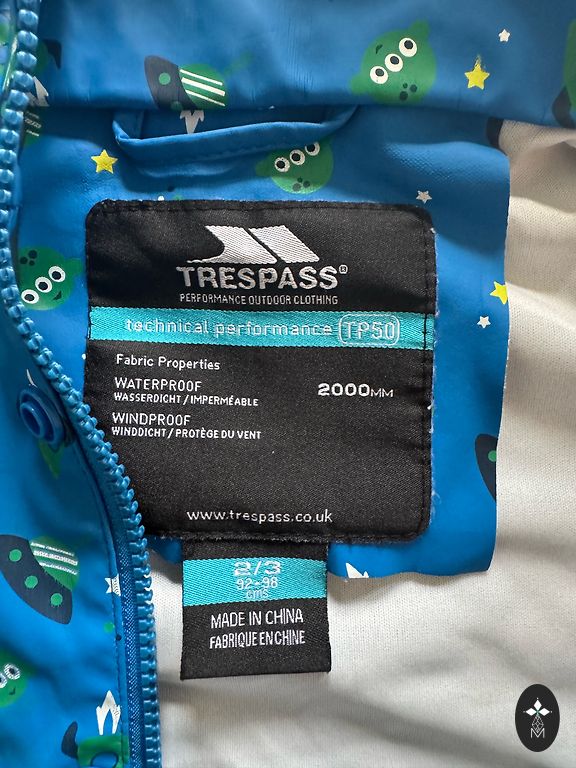 TRESPASS®
PERFORMANCE OUTDOOR CLOTHING
technical performance TP50
Fabric Properties
WATERPROOF 2000MM
WASSERDICHT / IMPERMÉABLE
WINDPROOF
WINDDICHT / PROTÈGE DU VENT
www.trespass.co.uk
2/3
92-98
cms
MADE IN CHINA
FABRIQUE EN CHINE
M